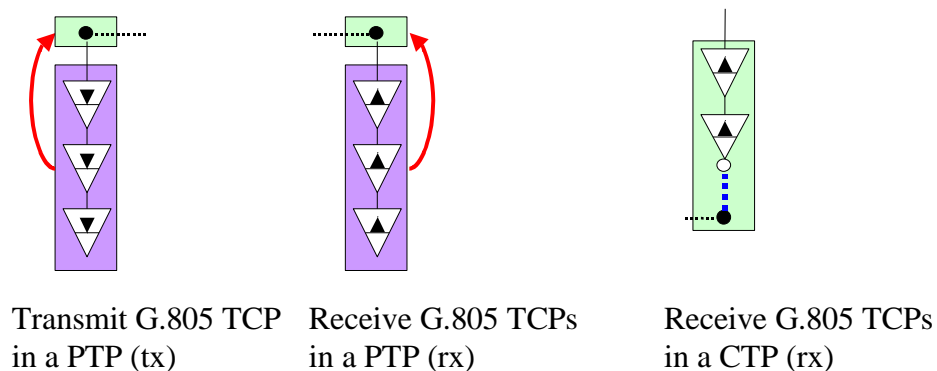 Transmit G.805 TCP
in a PTP (tx)
Receive G.805 TCPs
in a PTP (rx)
Receive G.805 TCPs
in a CTP (rx)